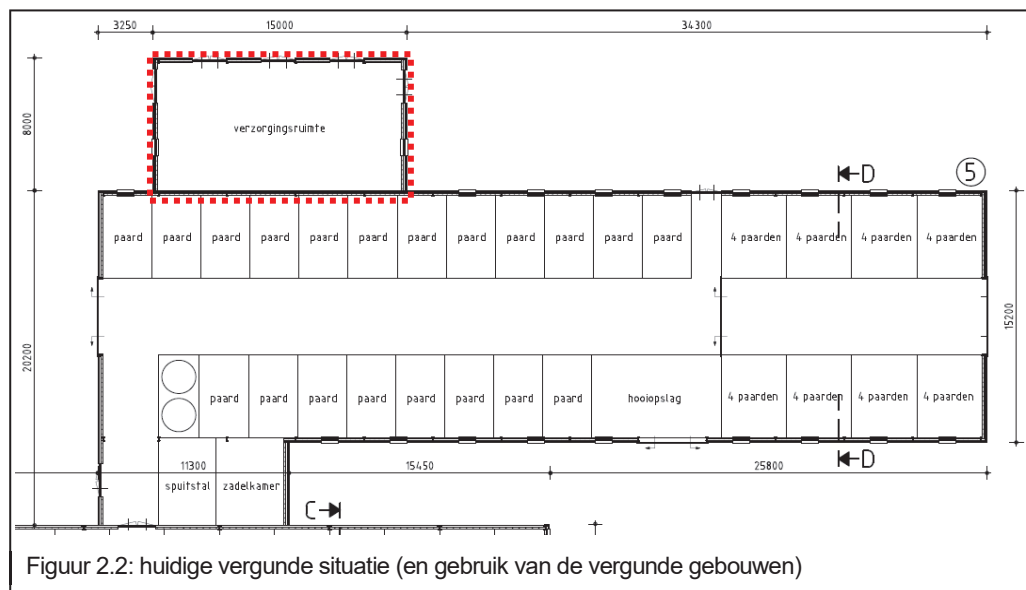 3250 15000 34300
8000
verzorgingsruimte
D
5
paard paard paard paard paard paard paard paard paard paard paard paard 4 paarden 4 paarden 4 paarden 4 paarden
15200
20200
paard paard paard paard paard paard paard paard hooiopslag 4 paarden 4 paarden 4 paarden 4 paarden
D
11300 15450 25800
spuitstal zadelkamer
C
Figuur 2.2: huidige vergunde situatie (en gebruik van de vergunde gebouwen)